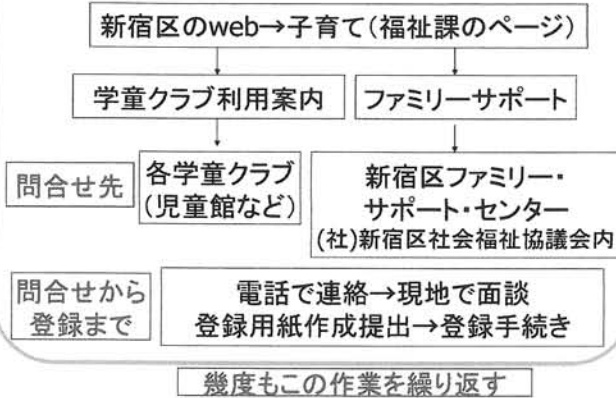 新宿区のweb→子育て(福祉課のページ)
学童クラブ利用案内
ファミリーサポート
問合せ先
各学童クラブ
(児童館など)
新宿区ファミリー・
サポート・センター
(社)新宿区社会福祉協議会内
問合せから
登録まで
電話で連絡→現地で面談
登録用紙作成提出→登録手続き
幾度もこの作業を繰り返す